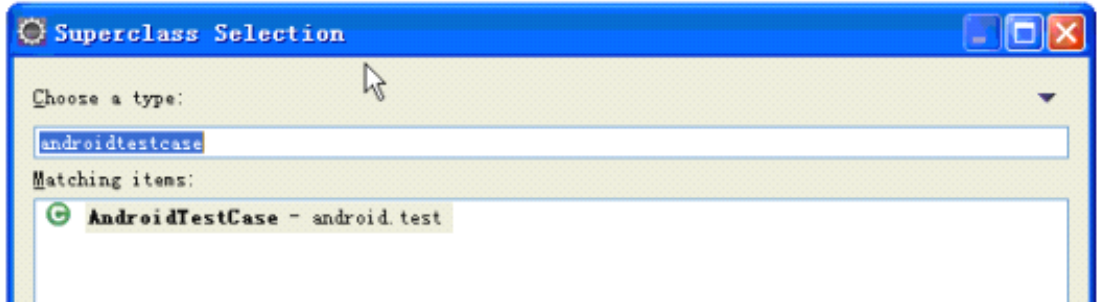 Superclass Selection
Choose a type:
androidtestcase
Matching items:
AndroidTestCase - android.test